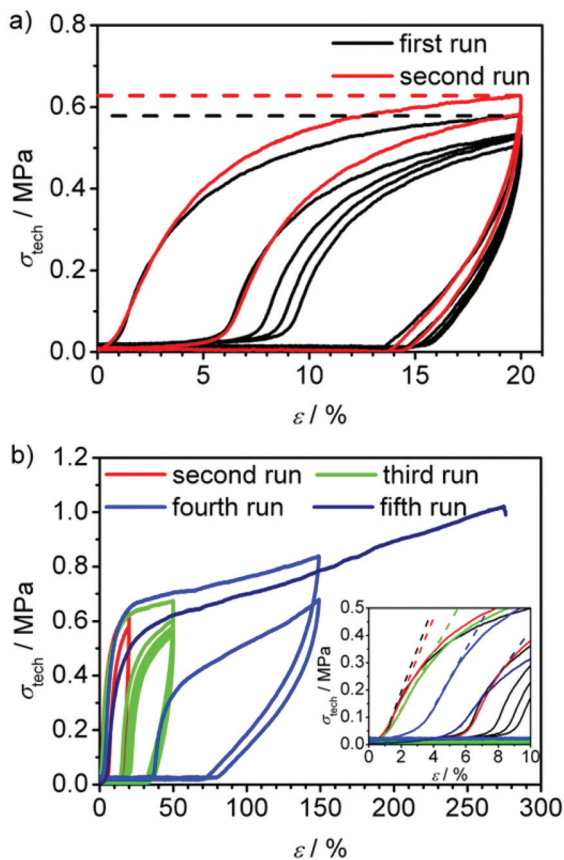 a)
0.8
first run
second run
0.6
0.4
0.2
0.0
σtech / MPa
0 5 10 15 20
ε / %
b)
1.2
second run third run
fourth run fifth run
1.0
0.8
0.6
0.4
0.2
0.0
σtech / MPa
0.5
0.4
0.3
0.2
0.1
0.0
σtech / MPa
0 2 4 6 8 10
ε / %
0 50 100 150 200 250 300
ε / %